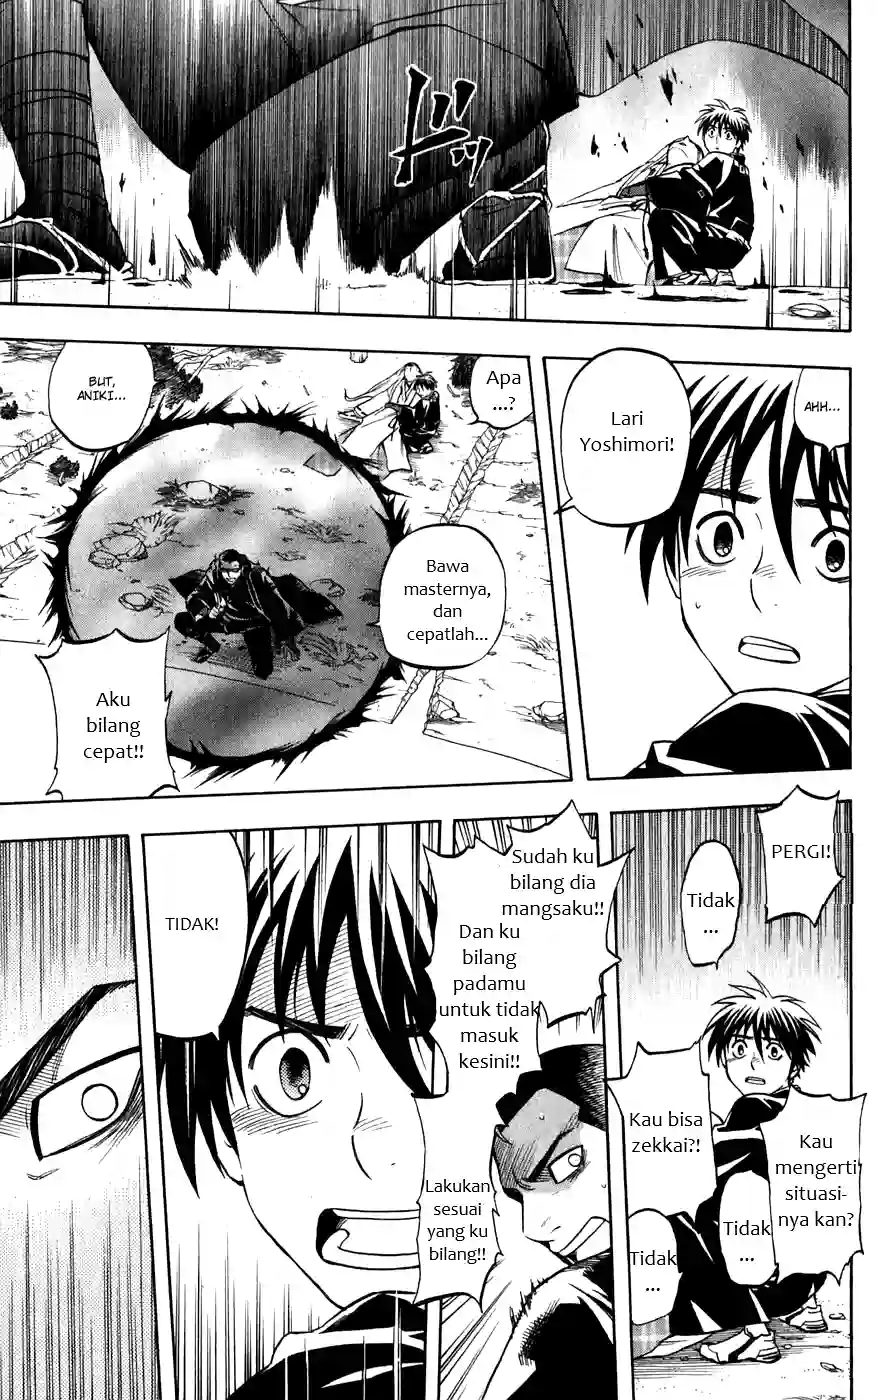 ドッ
AHH...
Lari
Yoshimori!
Apa
....?
BUT,
ANIKI...
Bawa
masternya,
dan
cepatlah...
Aku
bilang
cepat!!
PERGI!
Tidak
...
Kau bisa
zekkai?!
Kau
mengerti
situasi-
nya kan?
Tidak
...
Tidak
...
Sudah ku
bilang dia
mangsaku!!
Dan ku
bilang
padamu
untuk tidak
masuk
kesini!!
Lakukan
sesuai
yang ku
bilang!!
TIDAK!